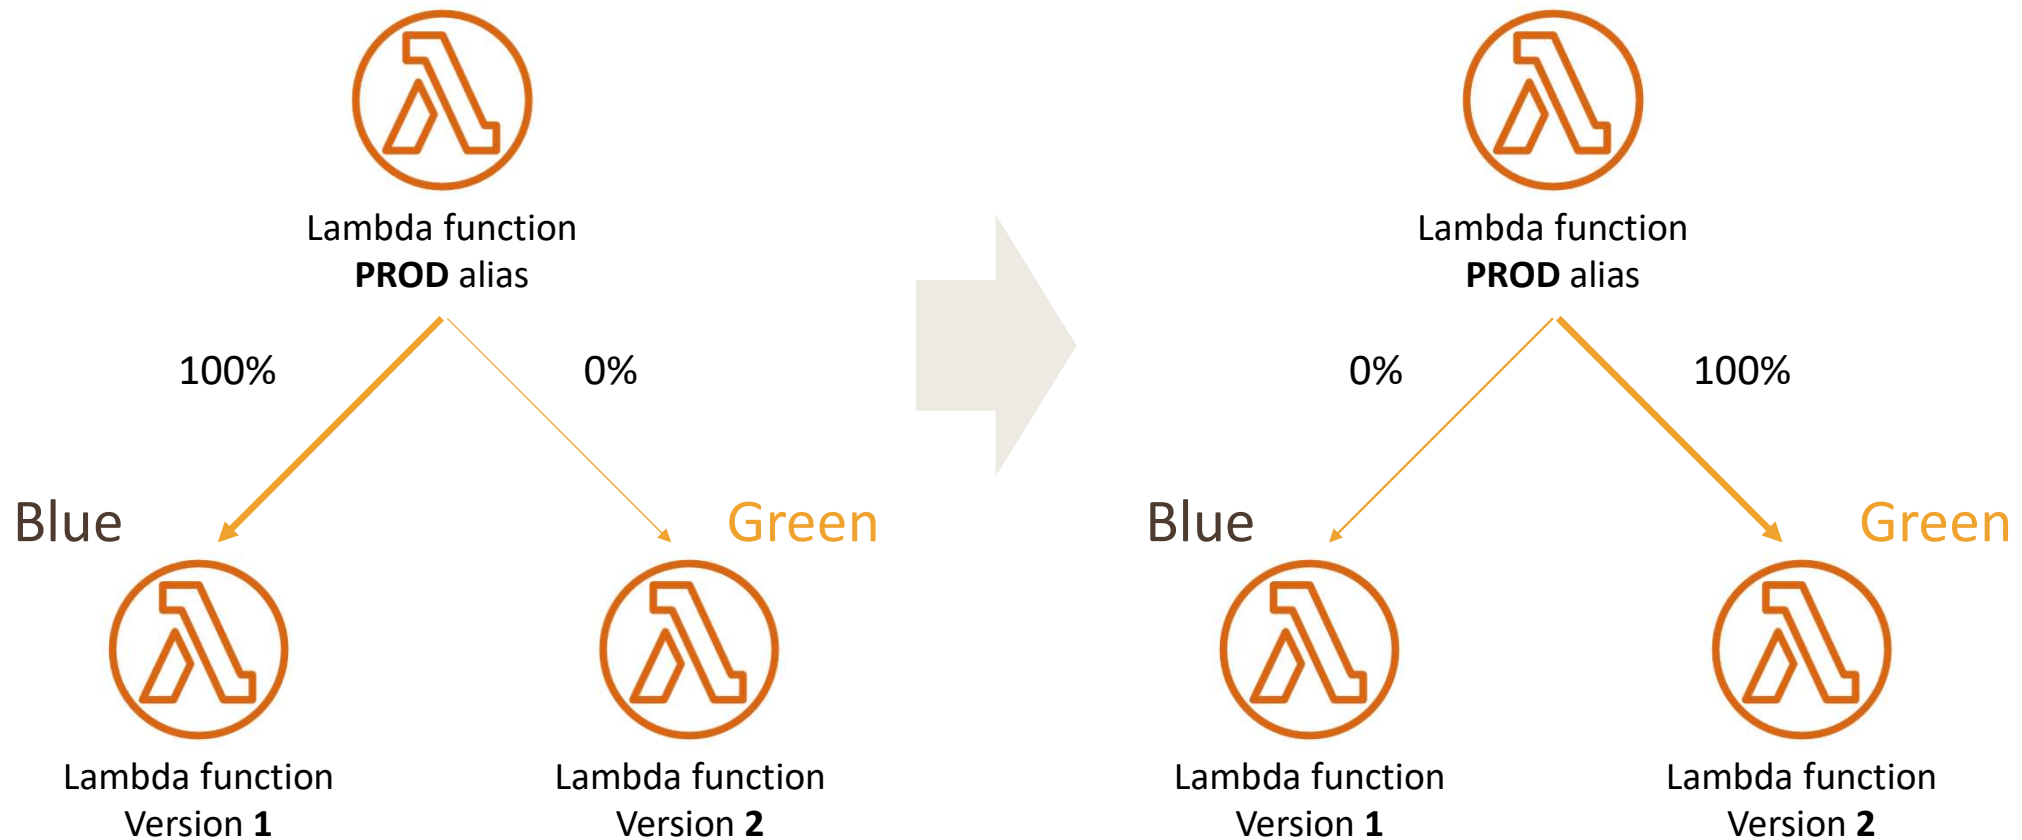 Lambda function
PROD alias
100%
0%
Blue
Green
Lambda function
Version 1
Lambda function
Version 2
Lambda function
PROD alias
0%
100%
Blue
Green
Lambda function
Version 1
Lambda function
Version 2